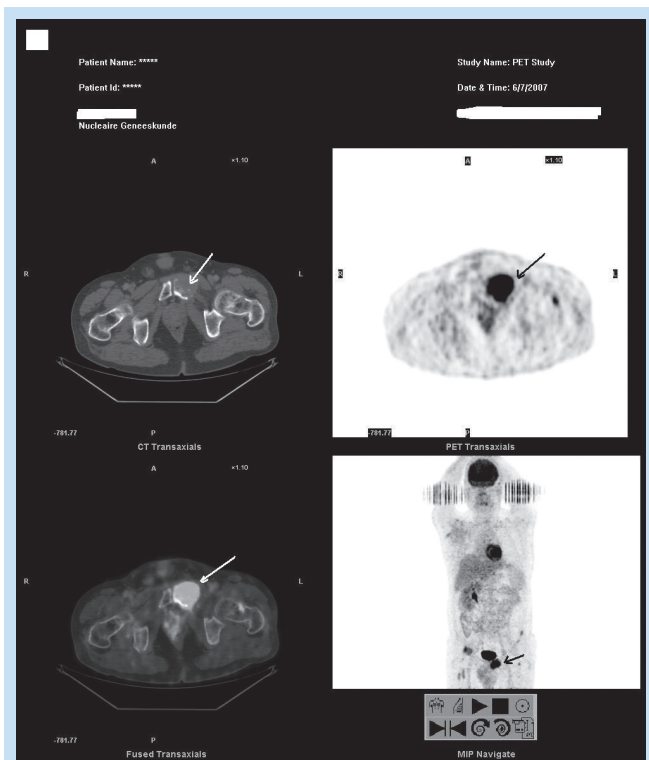 Patient Name: *****
Study Name: PET Study
Patient Id: *****
Date & Time: 6/7/2007
Nucleaire Geneeskunde
A
×1.10
A
×1.10
R
L
R
L
-781.77
P
-781.77
P
CT Transaxials
PET Transaxials
A
×1.10
R
L
-781.77
P
Fused Transaxials
MIP Navigate